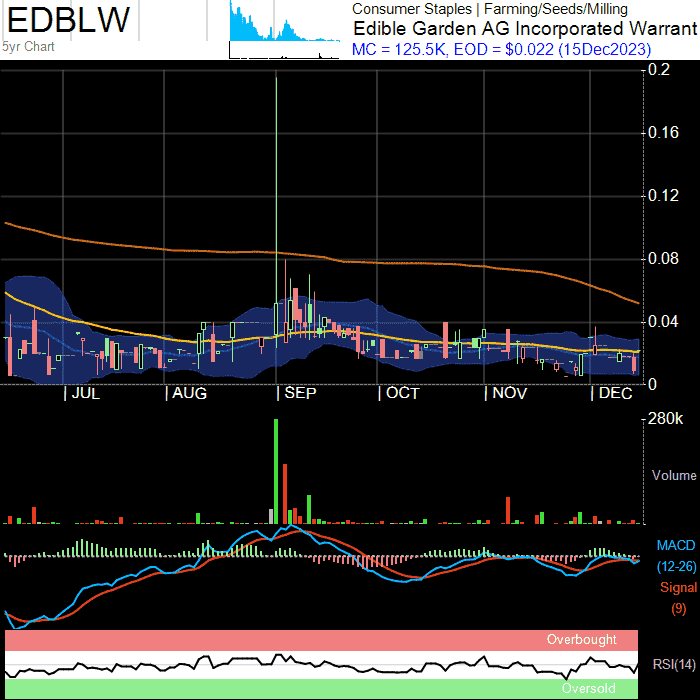 EDBLW
5yr Chart
Consumer Staples | Farming/Seeds/Milling
Edible Garden AG Incorporated Warrant
MC = 125.5K, EOD = $0.022 (15Dec2023)
0.2
0.16
0.12
0.08
0.04
0
| JUL | AUG | SEP | OCT | NOV | DEC
280k
Volume
MACD
(12-26)
Signal
(9)
Overbought
RSI(14)
Oversold